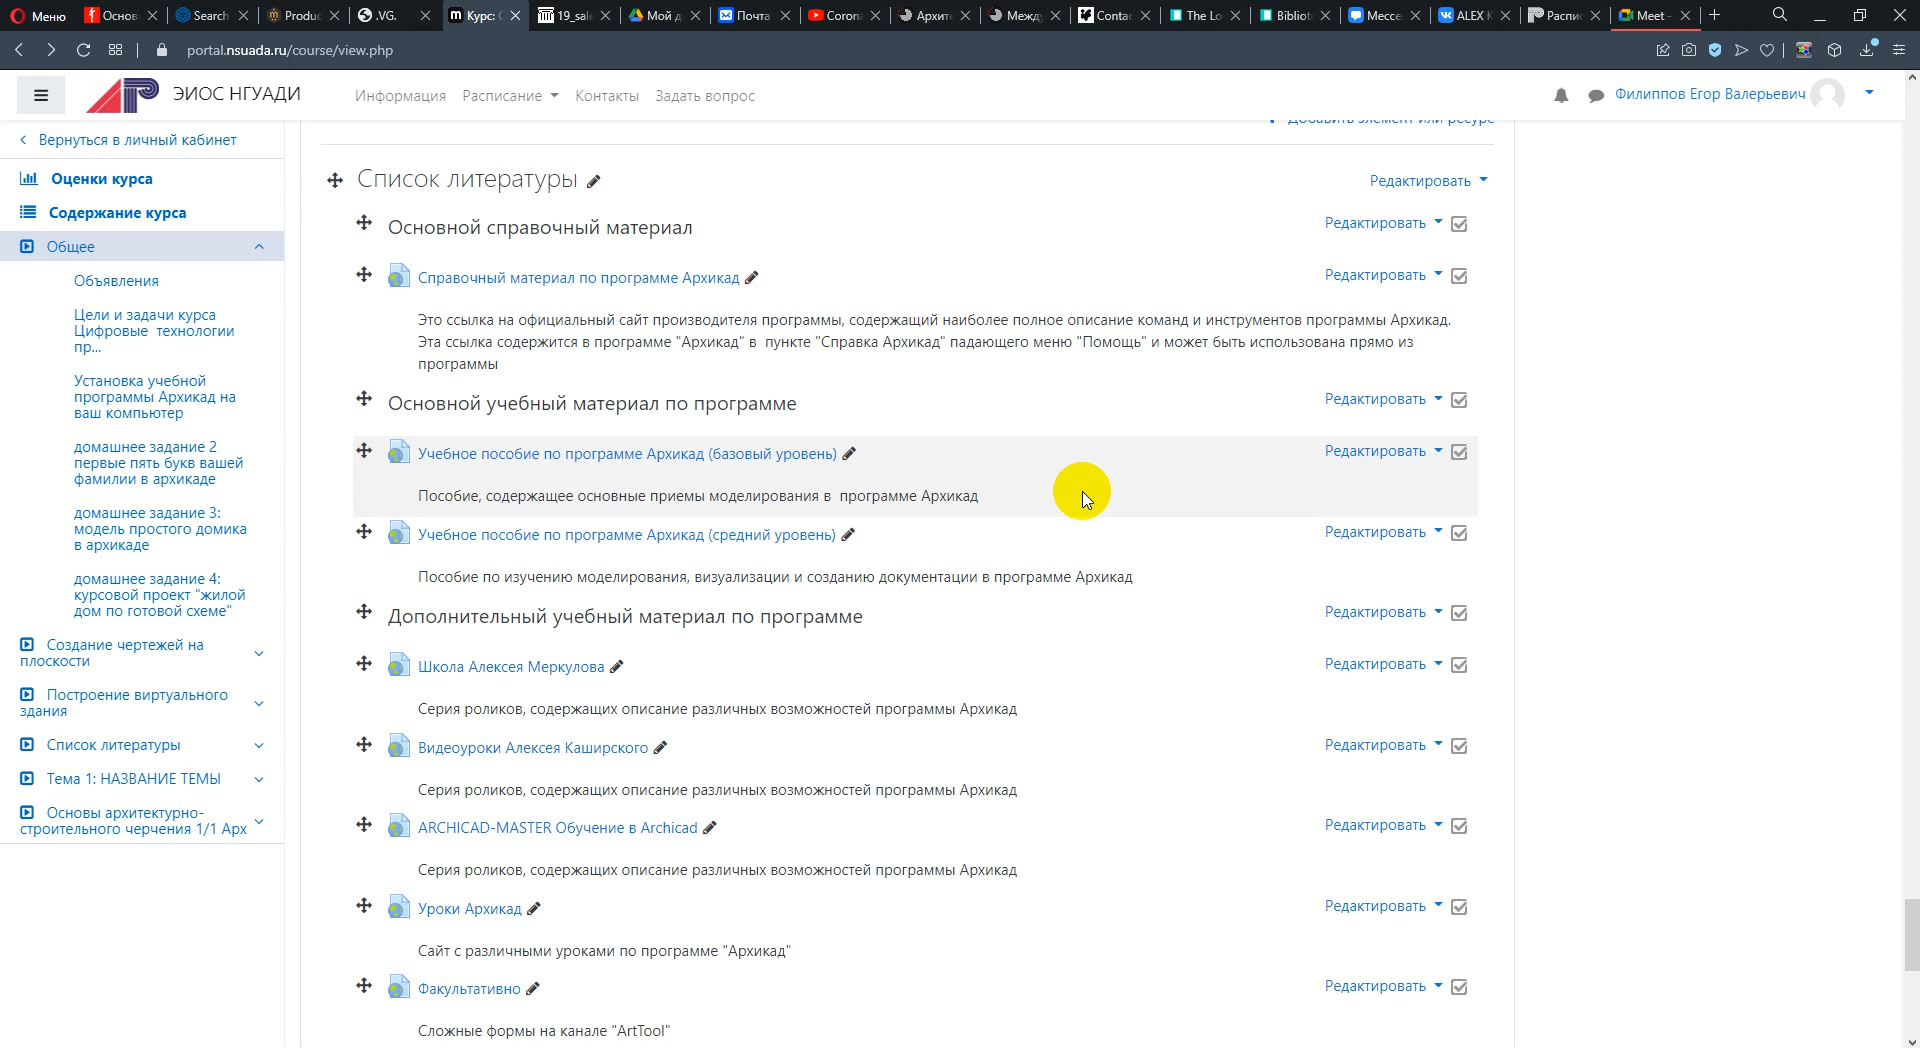 Меню
Основ
Search
Produc
.VG.
Курс: 
19_sal
Мой д
Почта
Coron
Архит
Межд
Conta
The Lo
Bibliot
Мессе
ALEX K
Распи
Meet -
portal.nsuada.ru/course/view.php
ЭИОС НГУАДИ
Информация
Расписание
Контакты
Задать вопрос
Филиппов Егор Валерьевич
Вернуться в личный кабинет
Оценки курса
Содержание курса
Общее
Объявления
Цели и задачи курса
Цифровые технологии
пр...
Установка учебной
программы Архикад на
ваш компьютер
домашнее задание 2
первые пять букв вашей
фамилии в архикаде
домашнее задание 3:
модель простого домика
в архикаде
домашнее задание 4:
курсовой проект "жилой
дом по готовой схеме"
Создание чертежей на
плоскости
Построение виртуального
здания
Список литературы
Тема 1: НАЗВАНИЕ ТЕМЫ
Основы архитектурно-
строительного черчения 1/1 Арх
Добавить элемент или ресурс
Список литературы
Редактировать
Основной справочный материал
Редактировать
Справочный материал по программе Архикад
Редактировать
Это ссылка на официальный сайт производителя программы, содержащий наиболее полное описание команд и инструментов программы Архикад.
Эта ссылка содержится в программе "Архикад" в пункте "Справка Архикад" падающего меню "Помощь" и может быть использована прямо из
программы
Основной учебный материал по программе
Редактировать
Учебное пособие по программе Архикад (базовый уровень)
Редактировать
Пособие, содержащее основные приемы моделирования в программе Архикад
Учебное пособие по программе Архикад (средний уровень)
Редактировать
Пособие по изучению моделирования, визуализации и созданию документации в программе Архикад
Дополнительный учебный материал по программе
Редактировать
Школа Алексея Меркулова
Редактировать
Серия роликов, содержащих описание различных возможностей программы Архикад
Видеоуроки Алексея Каширского
Редактировать
Серия роликов, содержащих описание различных возможностей программы Архикад
ARCHICAD-MASTER Обучение в Archicad
Редактировать
Серия роликов, содержащих описание различных возможностей программы Архикад
Уроки Архикад
Редактировать
Сайт с различными уроками по программе "Архикад"
Факультативно
Редактировать
Сложные формы на канале "ArtTool"